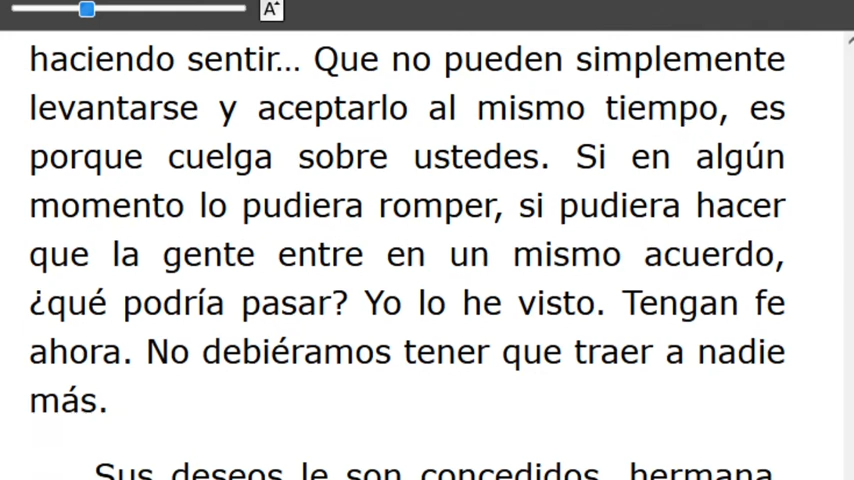 A
haciendo sentir… Que no pueden simplemente
levantarse y aceptarlo al mismo tiempo, es
porque cuelga sobre ustedes. Si en algún
momento lo pudiera romper, si pudiera hacer
que la gente entre en un mismo acuerdo,
¿qué podría pasar? Yo lo he visto. Tengan fe
ahora. No debiéramos tener que traer a nadie
más.
Sus deseos le son concedidos, hermana